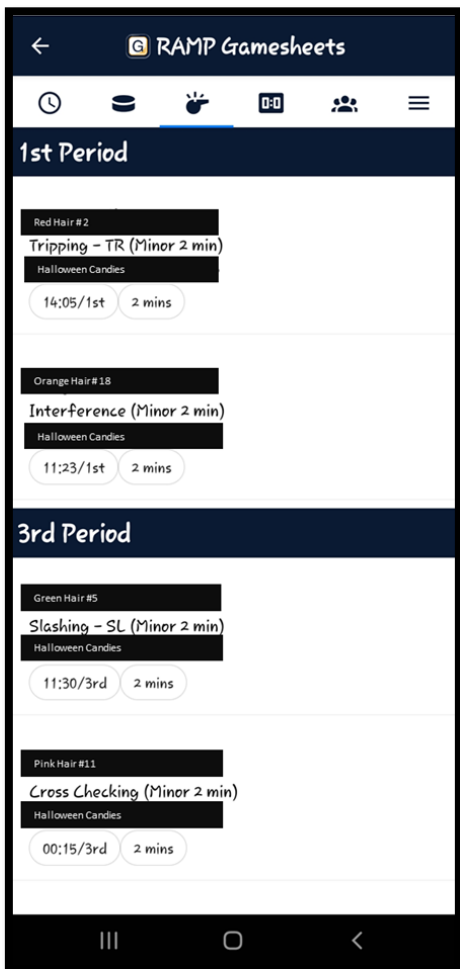 RAMP Gamesheets
0:0
1st Period
Red Hair #2
Tripping - TR (Minor 2 min)
Halloween Candies
14:05/1st 2 mins
Orange Hair# 18
Interference (Minor 2 min)
Halloween Candies
11:23/1st 2 mins
3rd Period
Green Hair #5
Slashing - SL (Minor 2 min)
Halloween Candies
11:30/3rd 2 mins
Pink Hair #11
Cross Checking (Minor 2 min)
Halloween Candies
00:15/3rd 2 mins